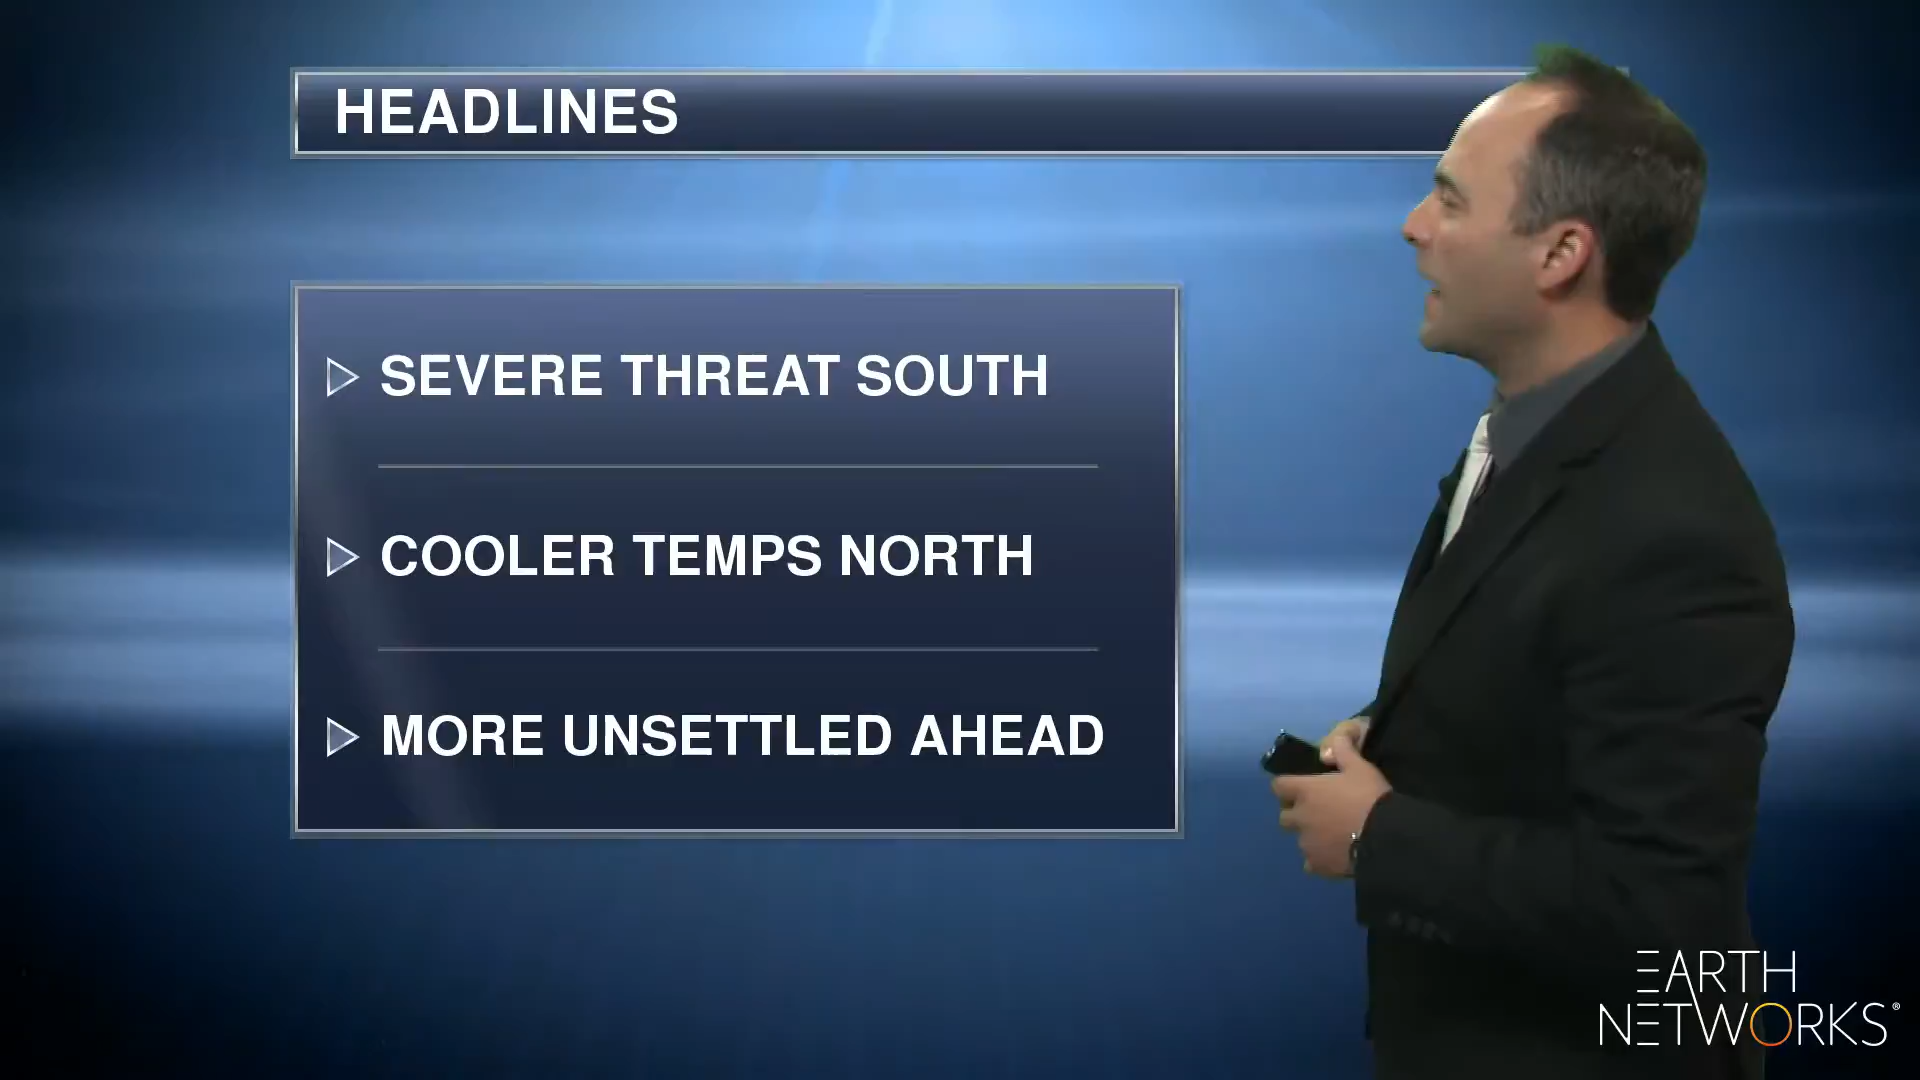 HEADLINES
SEVERE THREAT SOUTH
COOLER TEMPS NORTH
MORE UNSETTLED AHEAD
EARTH
NETWORKS®